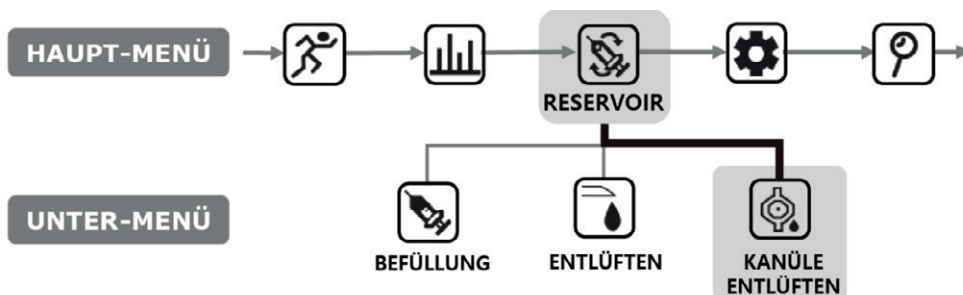 HAUPT-MENÜ
RESERVOIR
UNTER-MENÜ
BEFÜLLUNG
ENTLÜFTEN
KANÜLE
ENTLÜFTEN